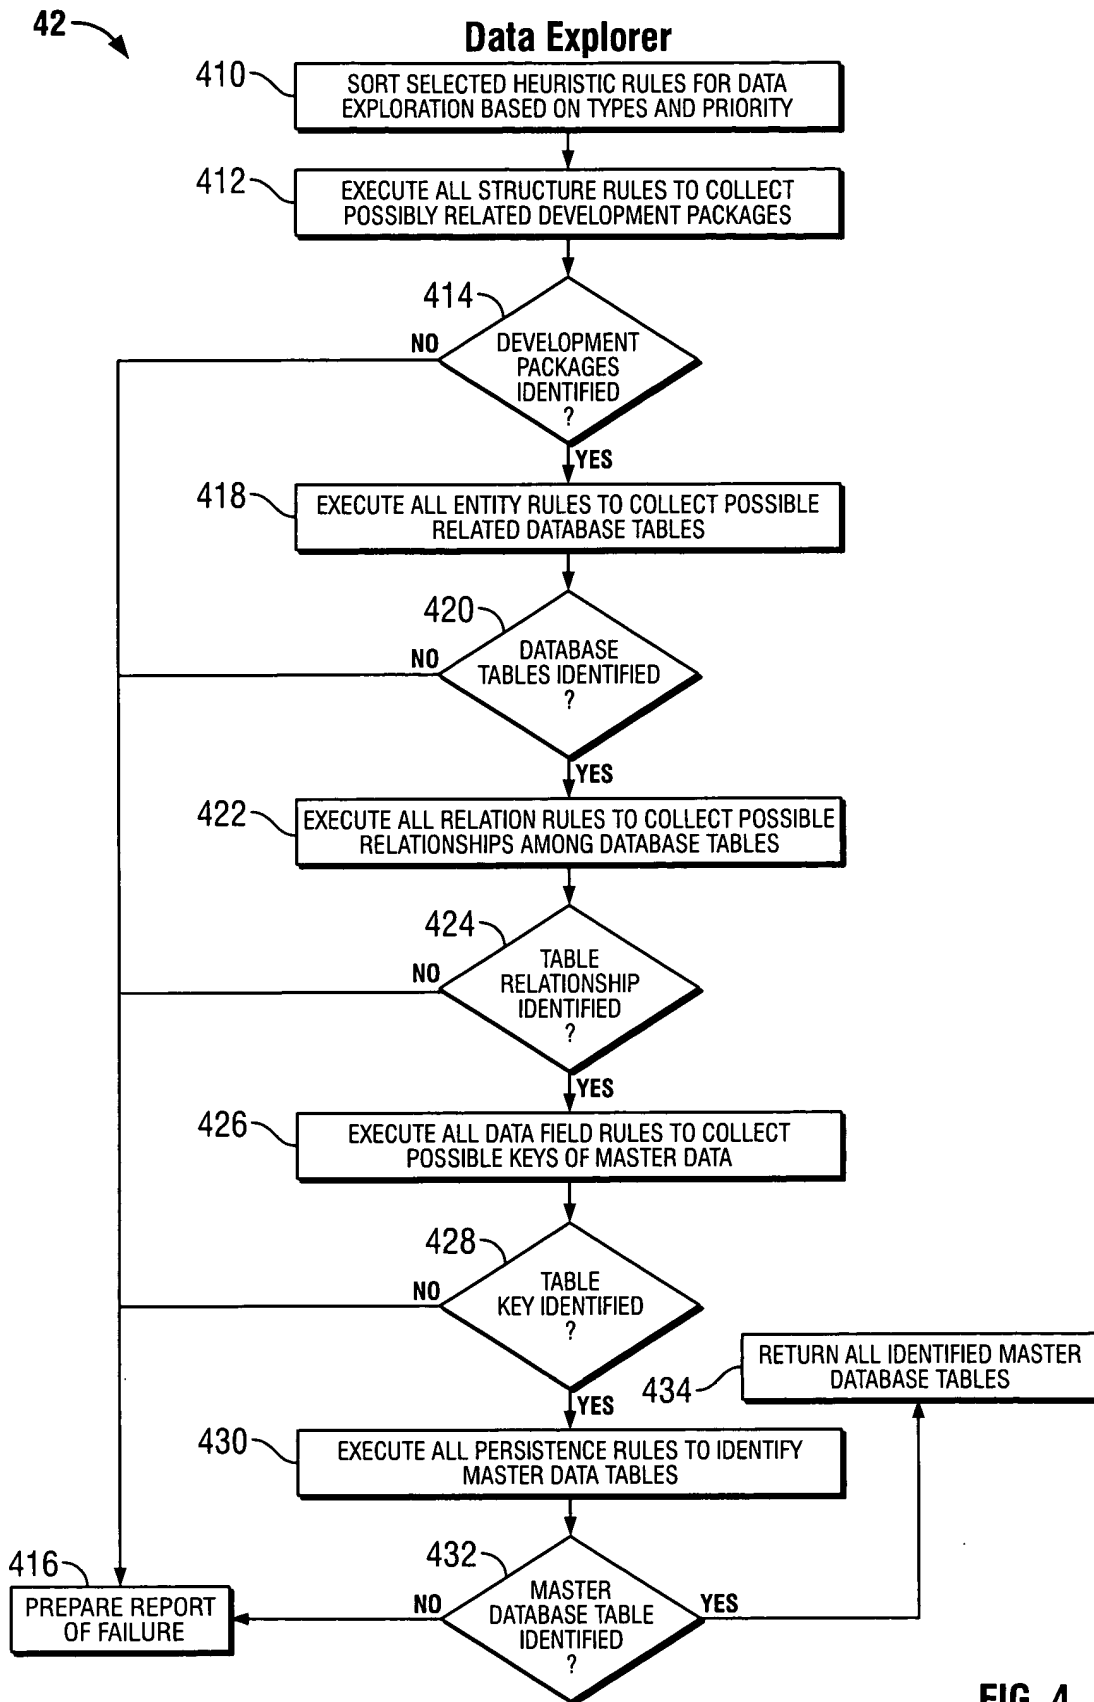 42
Data Explorer
410
SORT SELECTED HEURISTIC RULES FOR DATA
EXPLORATION BASED ON TYPES AND PRIORITY
412
EXECUTE ALL STRUCTURE RULES TO COLLECT
POSSIBLY RELATED DEVELOPMENT PACKAGES
414
NO
DEVELOPMENT
PACKAGES
IDENTIFIED
?
YES
418
EXECUTE ALL ENTITY RULES TO COLLECT POSSIBLE
RELATED DATABASE TABLES
420
NO
DATABASE
TABLES IDENTIFIED
?
YES
422
EXECUTE ALL RELATION RULES TO COLLECT POSSIBLE
RELATIONSHIPS AMONG DATABASE TABLES
424
NO
TABLE
RELATIONSHIP
IDENTIFIED
?
YES
426
EXECUTE ALL DATA FIELD RULES TO COLLECT
POSSIBLE KEYS OF MASTER DATA
428
NO
TABLE
KEY IDENTIFIED
?
YES
434
RETURN ALL IDENTIFIED MASTER
DATABASE TABLES
430
EXECUTE ALL PERSISTENCE RULES TO IDENTIFY
MASTER DATA TABLES
432
NO
MASTER
DATABASE TABLE
IDENTIFIED
?
YES
416
PREPARE REPORT
OF FAILURE
FIG. 4